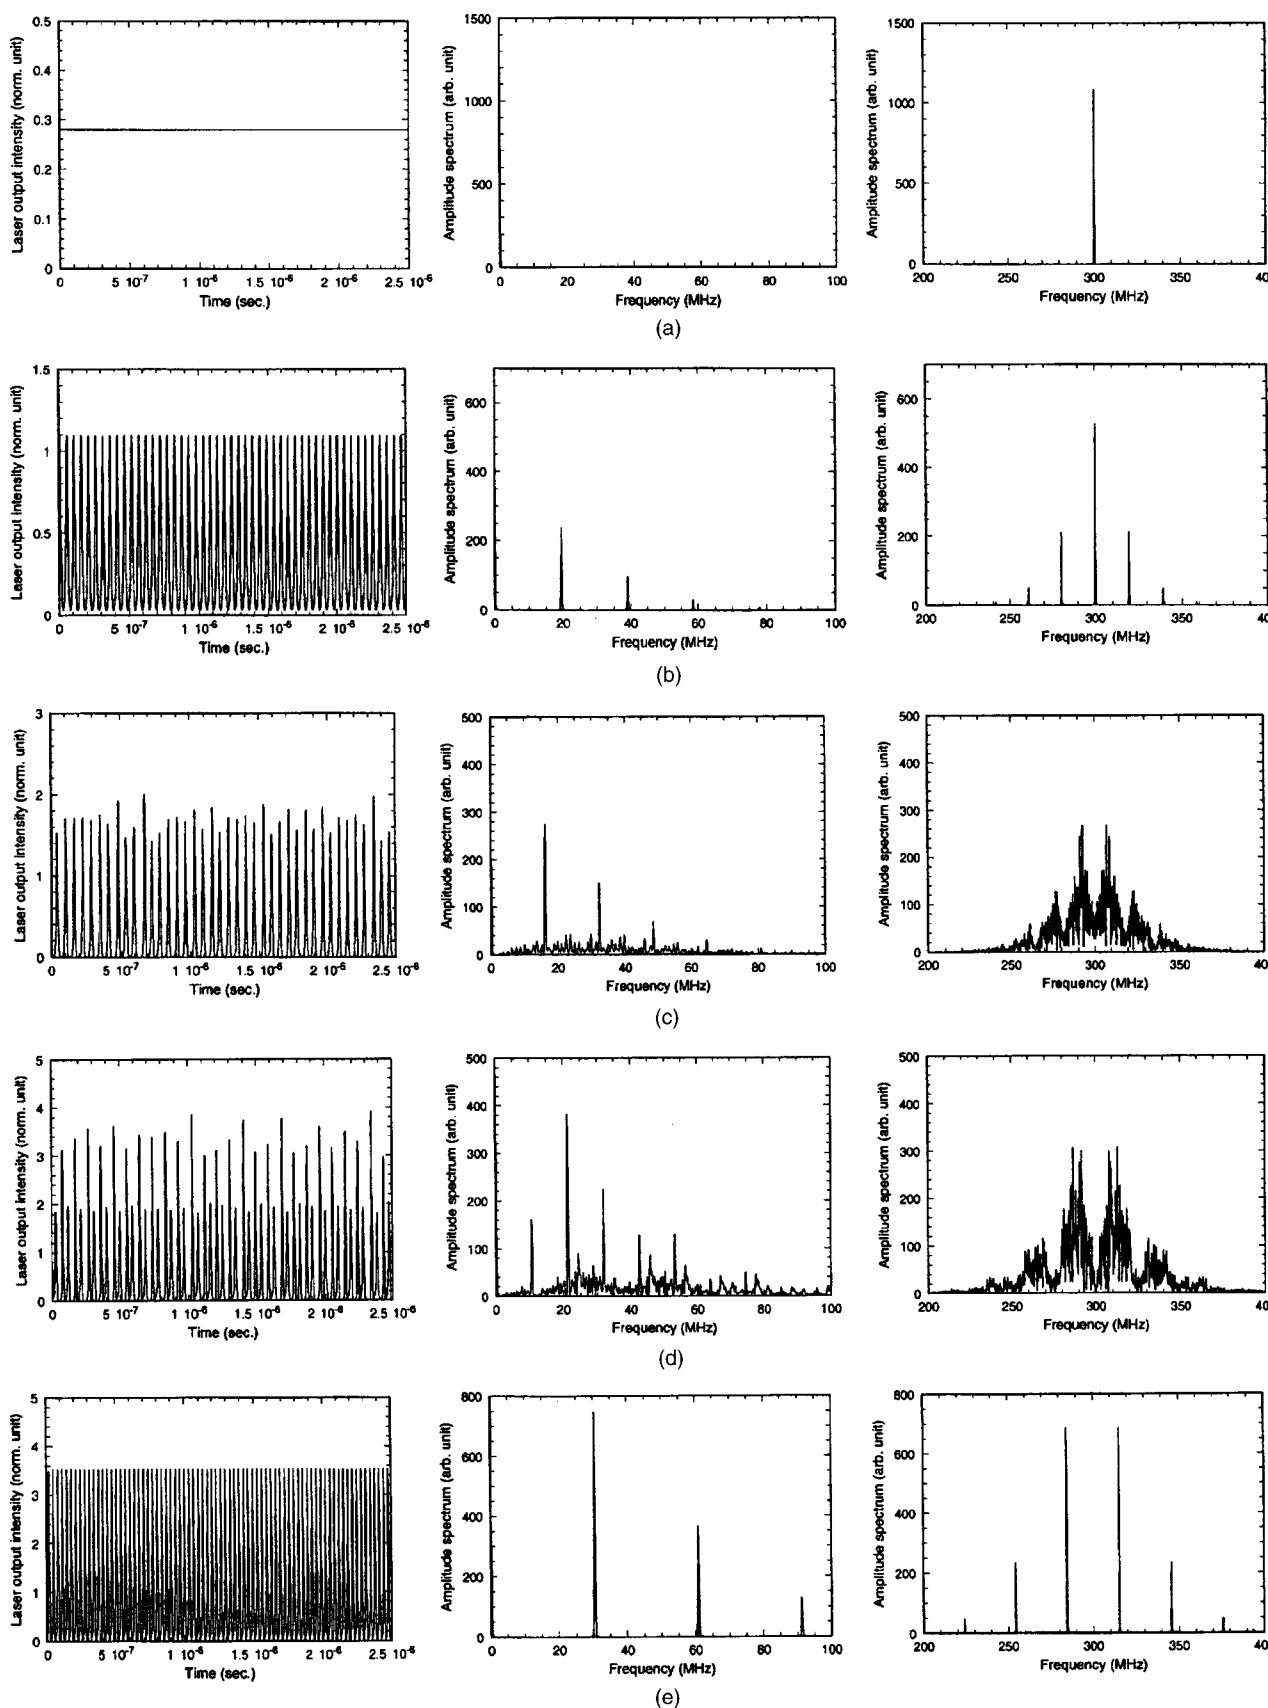 Laser output intensity (norm. unit)
0.5
0.4
0.3
0.2
0.1
0
0 5 10⁻⁷ 1 10⁻⁶ 1.5 10⁻⁶ 2 10⁻⁶ 2.5 10⁻⁶
Time (sec.)
Amplitude spectrum (arb. unit)
1500
1000
500
0
0 20 40 60 80 100
Frequency (MHz)
Amplitude spectrum (arb. unit)
1500
1000
500
0
200 250 300 350 40
Frequency (MHz)
(a)
Laser output intensity (norm. unit)
1.5
1
0.5
0
0 5 10⁻⁷ 1 10⁻⁶ 1.5 10⁻⁶ 2 10⁻⁶ 2.5 10⁻⁶
Time (sec.)
Amplitude spectrum (arb. unit)
600
400
200
0
0 20 40 60 80 100
Frequency (MHz)
Amplitude spectrum (arb. unit)
600
400
200
0
200 250 300 350 40
Frequency (MHz)
(b)
Laser output intensity (norm. unit)
3
2
1
0
0 5 10⁻⁷ 1 10⁻⁶ 1.5 10⁻⁶ 2 10⁻⁶ 2.5 10⁻⁶
Time (sec.)
Amplitude spectrum (arb. unit)
500
400
300
200
100
0
0 20 40 60 80 100
Frequency (MHz)
Amplitude spectrum (arb. unit)
500
400
300
200
100
0
200 250 300 350 40
Frequency (MHz)
(c)
Laser output intensity (norm. unit)
5
4
3
2
1
0
0 5 10⁻⁷ 1 10⁻⁶ 1.5 10⁻⁶ 2 10⁻⁶ 2.5 10⁻⁶
Time (sec.)
Amplitude spectrum (arb. unit)
500
400
300
200
100
0
0 20 40 60 80 100
Frequency (MHz)
Amplitude spectrum (arb. unit)
500
400
300
200
100
0
200 250 300 350 40
Frequency (MHz)
(d)
Laser output intensity (norm. unit)
5
4
3
2
1
0
0 5 10⁻⁷ 1 10⁻⁶ 1.5 10⁻⁶ 2 10⁻⁶ 2.5 10⁻⁶
Time (sec.)
Amplitude spectrum (arb. unit)
800
600
400
200
0
0 20 40 60 80 100
Frequency (MHz)
Amplitude spectrum (arb. unit)
800
600
400
200
0
200 250 300 350 40
Frequency (MHz)
(e)